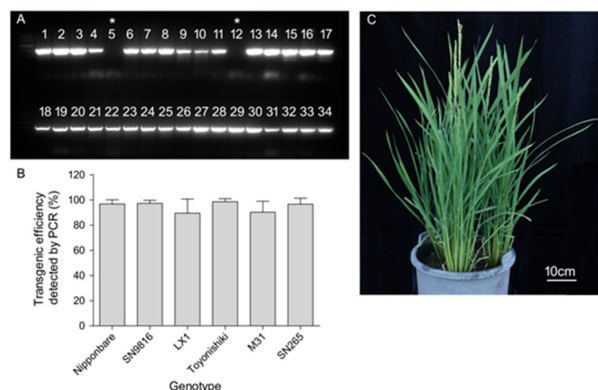 A
* *
1 2 3 4 5 6 7 8 9 10 11 12 13 14 15 16 17
18 19 20 21 22 23 24 25 26 27 28 29 30 31 32 33 34
B
Transgenic efficiency
detected by PCR (%)
120
100
80
60
40
20
0
Nipponbare
SN9816
LX1
Toyonishiki
M31
SN265
Genotype
C
10cm